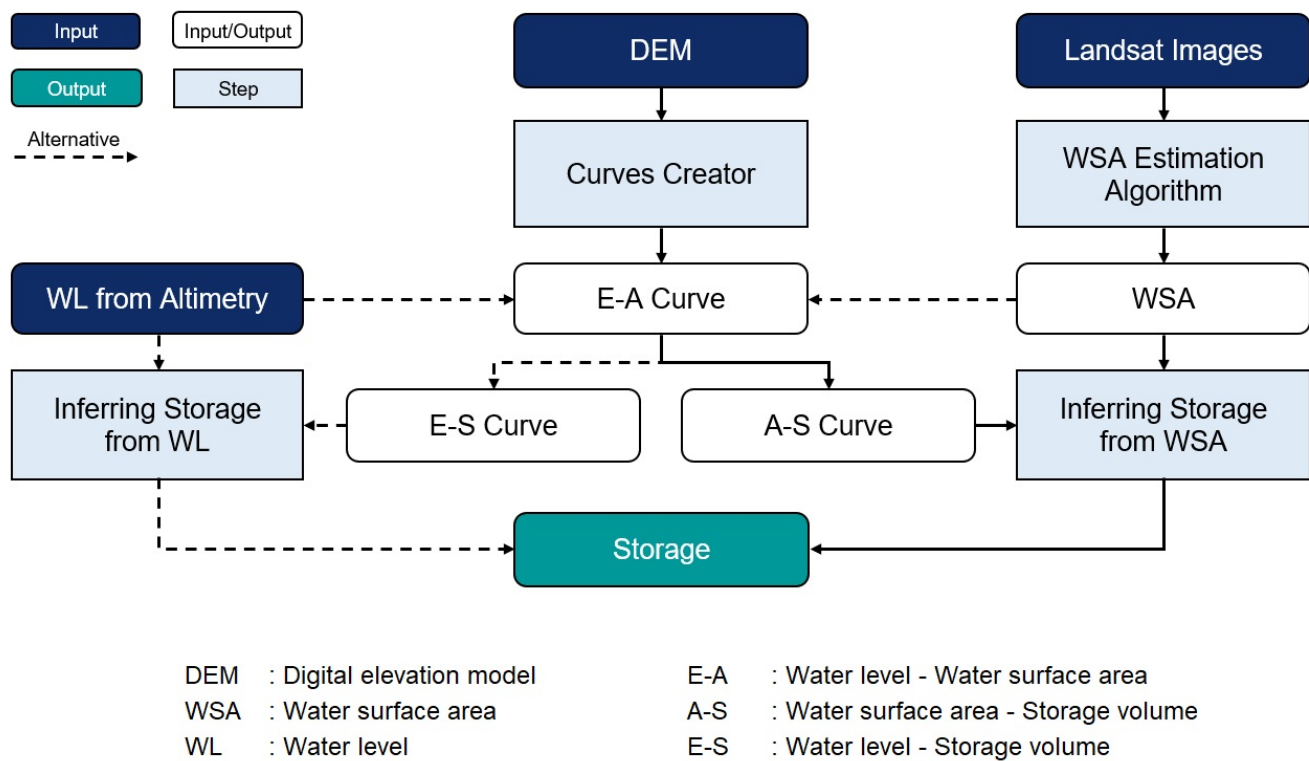 Input
Input/Output
DEM
Landsat Images
Output
Step
Alternative
Curves Creator
WSA Estimation
Algorithm
WL from Altimetry
E-A Curve
WSA
Inferring Storage
from WL
E-S Curve
A-S Curve
Inferring Storage
from WSA
Storage
DEM : Digital elevation model
WSA : Water surface area
WL : Water level
E-A : Water level - Water surface area
A-S : Water surface area - Storage volume
E-S : Water level - Storage volume